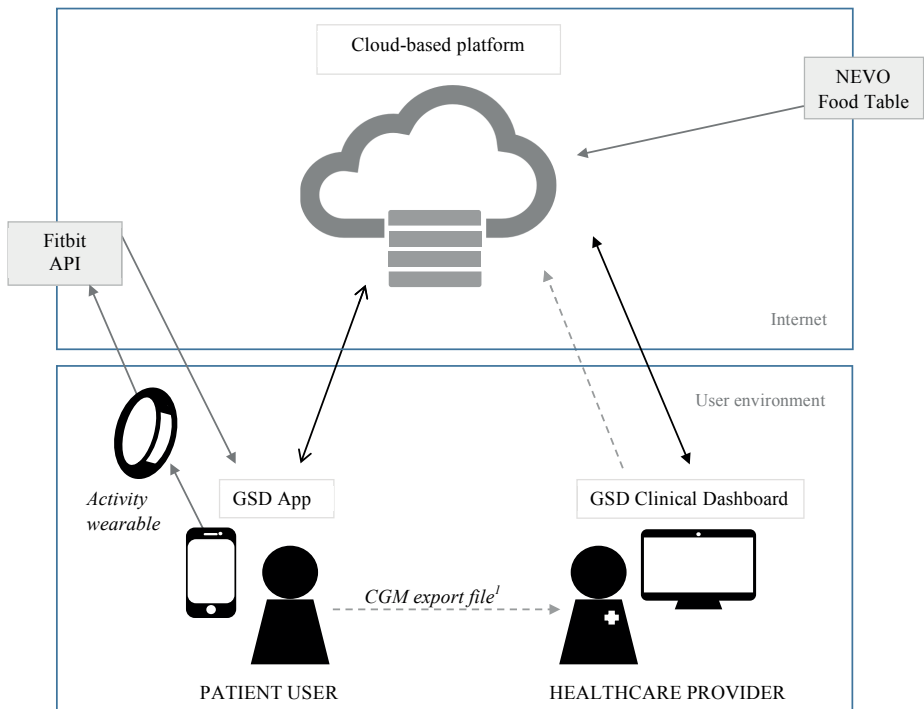 Cloud-based platform
NEVO
Food Table
Fitbit
API
Internet
User environment
Activity
wearable
GSD App
GSD Clinical Dashboard
CGM export file¹
PATIENT USER
HEALTHCARE PROVIDER